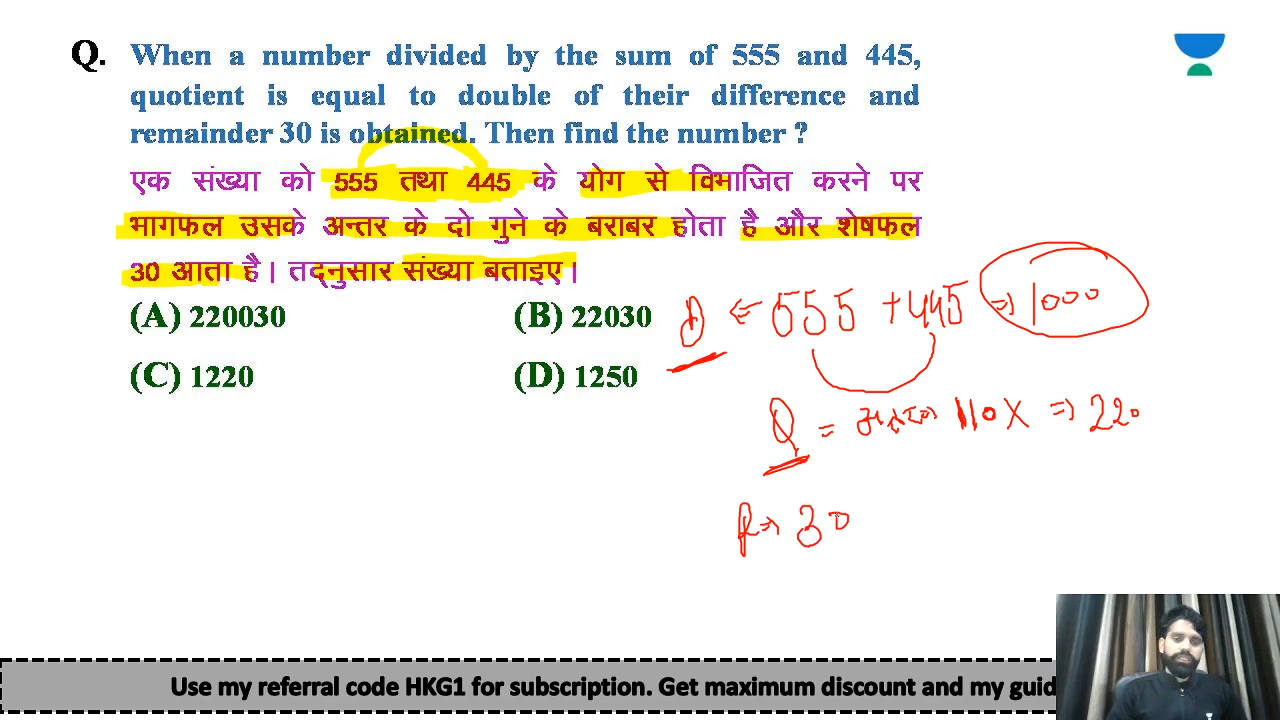 Q. When a number divided by the sum of 555 and 445,
quotient is equal to double of their difference and
remainder 30 is obtained. Then find the number ?
एक संख्या को 555 तथा 445 के योग से विभाजित करने पर
भागफल उसके अन्तर के दो गुने के बराबर होता है और शेषफल
30 आता है। तद्नुसार संख्या बताइए।
(A) 220030 (B) 22030
(C) 1220 (D) 1250
D ⇐ 555 + 445 ⇒ 1000
Q = 110 X ⇒ 220
R ⇒ 30
Use my referral code HKG1 for subscription. Get maximum discount and my guid